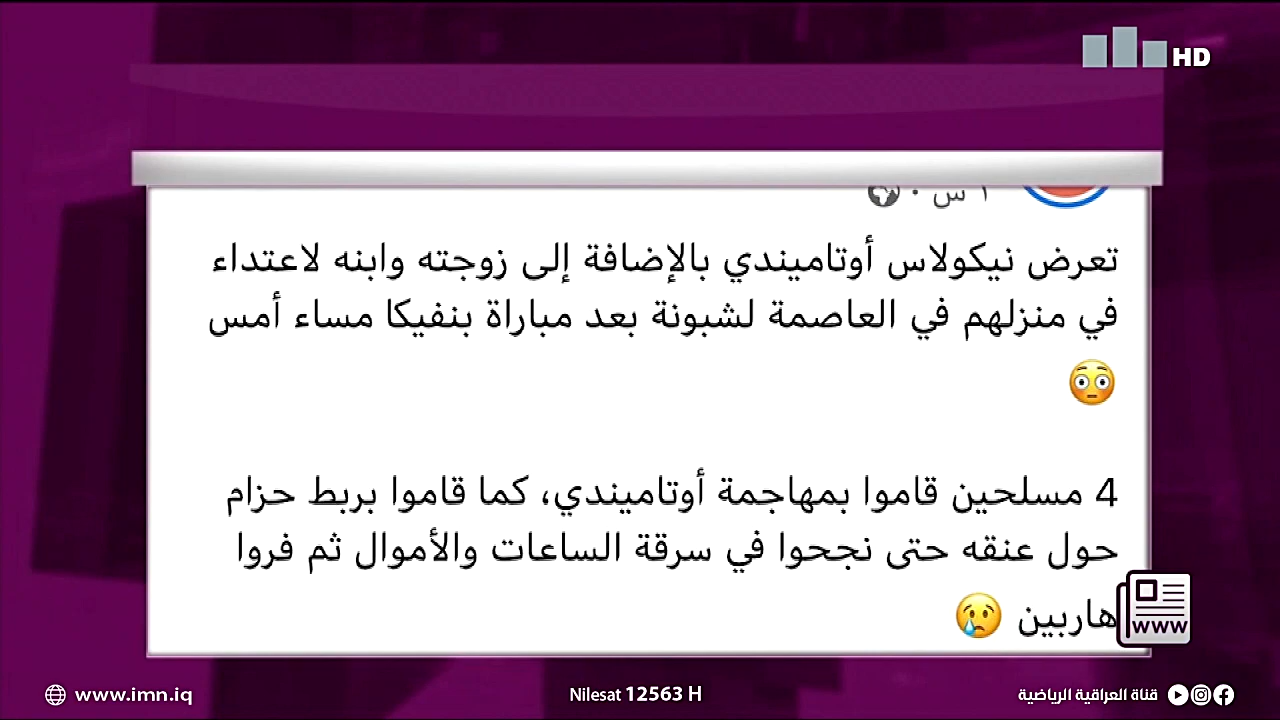 HD
١ س ·
تعرض نيكولاس أوتاميندي بالإضافة إلى زوجته وابنه لاعتداء
في منزلهم في العاصمة لشبونة بعد مباراة بنفيكا مساء أمس
😳
4 مسلحين قاموا بمهاجمة أوتاميندي، كما قاموا بربط حزام
حول عنقه حتى نجحوا في سرقة الساعات والأموال ثم فروا
هاربين 😢
www
www.imn.iq
Nilesat 12563 H
قناة العراقية الرياضية